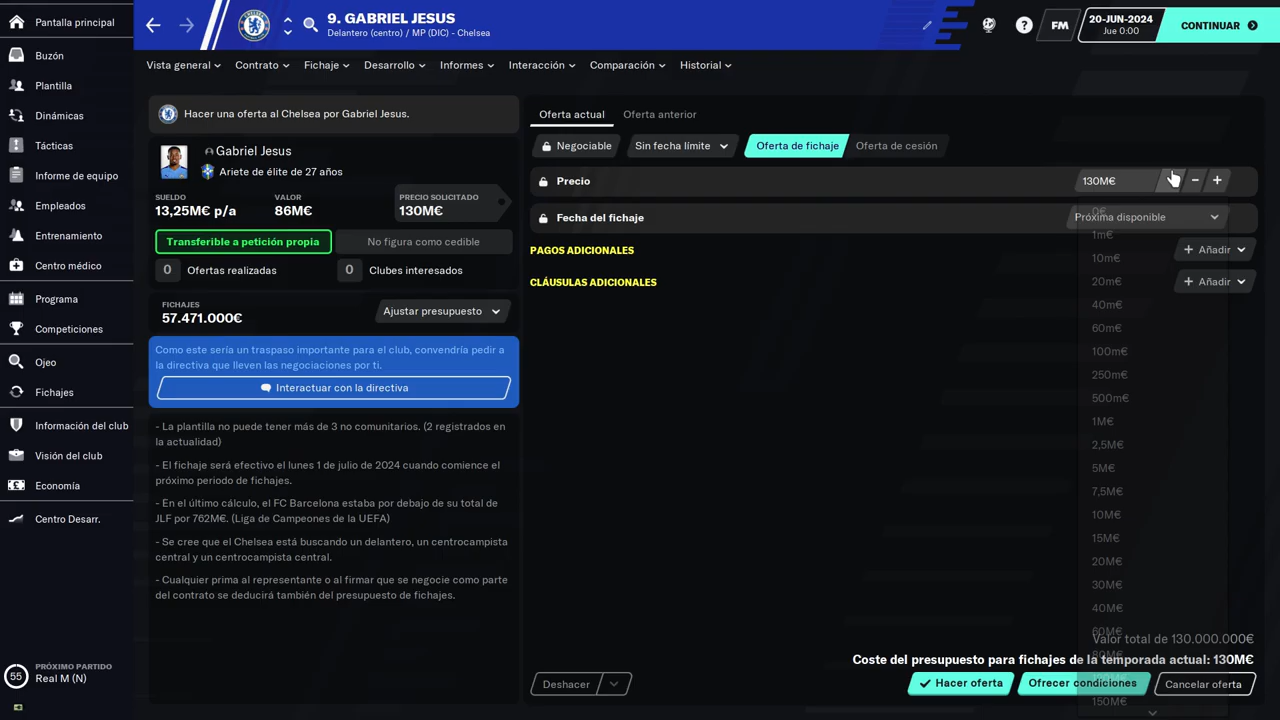 Pantalla principal
Buzón
Plantilla
Dinámicas
Tácticas
Informe de equipo
Empleados
Entrenamiento
Centro médico
Programa
Competiciones
Ojeo
Fichajes
Información del club
Visión del club
Economía
Centro Desarr.
55
PRÓXIMO PARTIDO
Real M (N)
9. GABRIEL JESUS
Delantero (centro) / MP (DIC) - Chelsea
FM
20-JUN-2024
Jue 0:00
CONTINUAR
Vista general
Contrato
Fichaje
Desarrollo
Informes
Interacción
Comparación
Historial
Hacer una oferta al Chelsea por Gabriel Jesus.
Gabriel Jesus
Ariete de élite de 27 años
SUELDO
13,25M€ p/a
VALOR
86M€
PRECIO SOLICITADO
130M€
Transferible a petición propia
No figura como cedible
0 Ofertas realizadas
0 Clubes interesados
FICHAJES
57.471.000€
Ajustar presupuesto
Como este sería un traspaso importante para el club, convendría pedir a
la directiva que lleven las negociaciones por ti.
Interactuar con la directiva
- La plantilla no puede tener más de 3 no comunitarios. (2 registrados en
la actualidad)
- El fichaje será efectivo el lunes 1 de julio de 2024 cuando comience el
próximo periodo de fichajes.
- En el último cálculo, el FC Barcelona estaba por debajo de su total de
JLF por 762M€. (Liga de Campeones de la UEFA)
- Se cree que el Chelsea está buscando un delantero, un centrocampista
central y un centrocampista central.
- Cualquier prima al representante o al firmar que se negocie como parte
del contrato se deducirá también del presupuesto de fichajes.
Oferta actual
Oferta anterior
Negociable
Sin fecha límite
Oferta de fichaje
Oferta de cesión
Precio
130M€
- +
Fecha del fichaje
Próxima disponible
PAGOS ADICIONALES
+ Añadir
CLÁUSULAS ADICIONALES
+ Añadir
0€
1m€
10m€
20m€
40m€
60m€
100m€
250m€
500m€
1M€
2,5M€
5M€
7,5M€
10M€
15M€
20M€
30M€
40M€
60M€
150M€
Valor total de 130.000.000€
Coste del presupuesto para fichajes de la temporada actual: 130M€
Deshacer
Hacer oferta
Ofrecer condiciones
Cancelar oferta